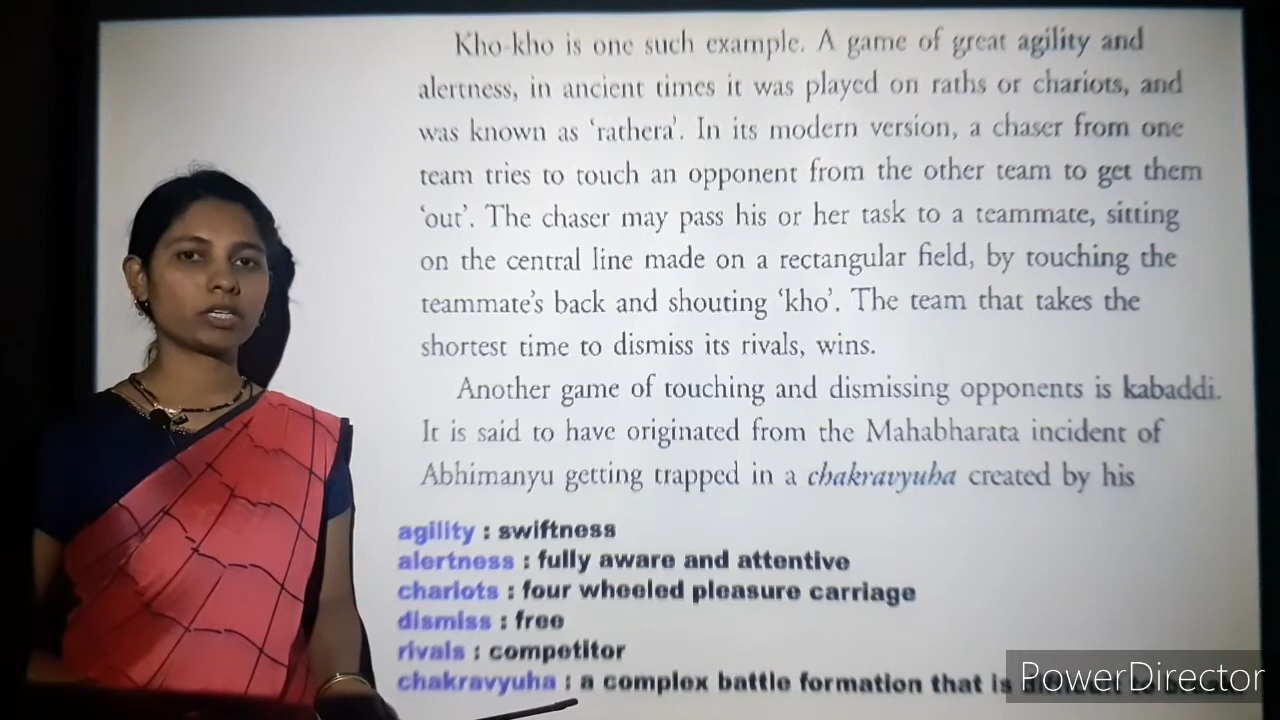 Kho-kho is one such example. A game of great agility and
alertness, in ancient times it was played on raths or chariots, and
was known as ‘rathera’. In its modern version, a chaser from one
team tries to touch an opponent from the other team to get them
‘out’. The chaser may pass his or her task to a teammate, sitting
on the central line made on a rectangular field, by touching the
teammate’s back and shouting ‘kho’. The team that takes the
shortest time to dismiss its rivals, wins.
Another game of touching and dismissing opponents is kabaddi.
It is said to have originated from the Mahabharata incident of
Abhimanyu getting trapped in a chakravyuha created by his
agility : swiftness
alertness : fully aware and attentive
chariots : four wheeled pleasure carriage
dismiss : free
rivals : competitor
chakravyuha : a complex battle formation that is
PowerDirector